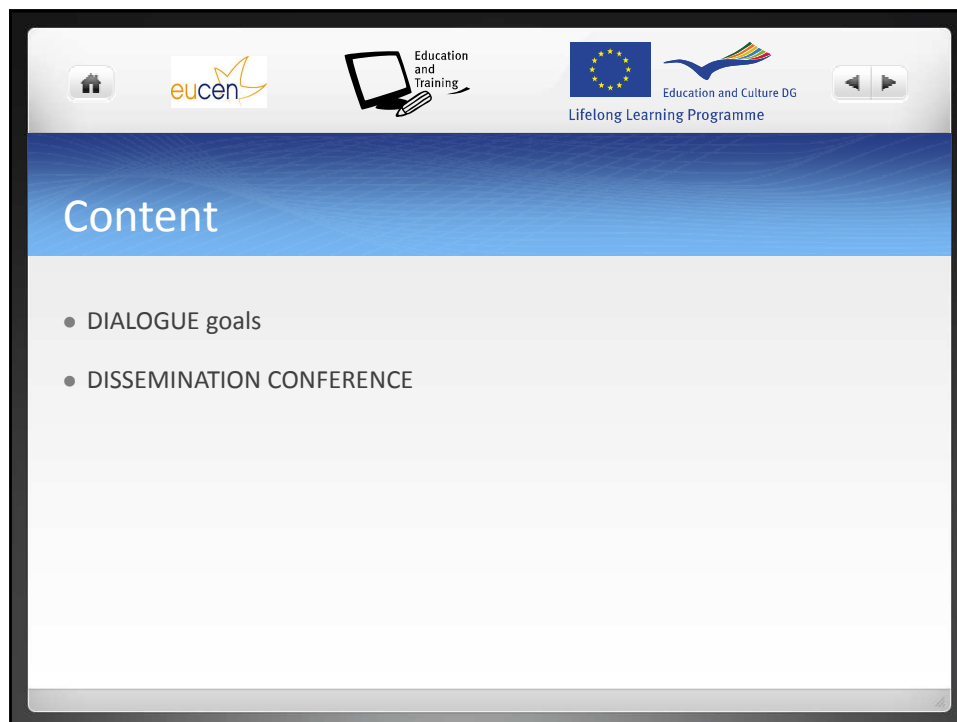 eucen
Education
and
Training
Education and Culture DG
Lifelong Learning Programme
Content
DIALOGUE goals
DISSEMINATION CONFERENCE